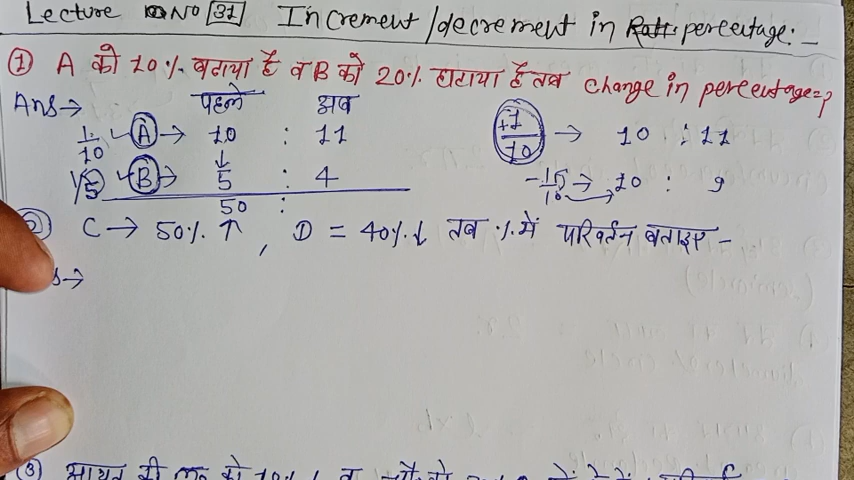 Lecture No 31 Increment/decrement in percentage:-
① A को 10% बढाया है व B को 20% हाटाया है तब change in percentage=?
Ans→ पहले अब
1/10 A → 10 : 11 +1/10 → 10 : 11
1/5 B → 5 : 4 → 10 : 9
50 :
② C → 50% ↑, D = 40%↓ तब % में परिवर्तन बताइए -
s→
③ आयत की को 10%